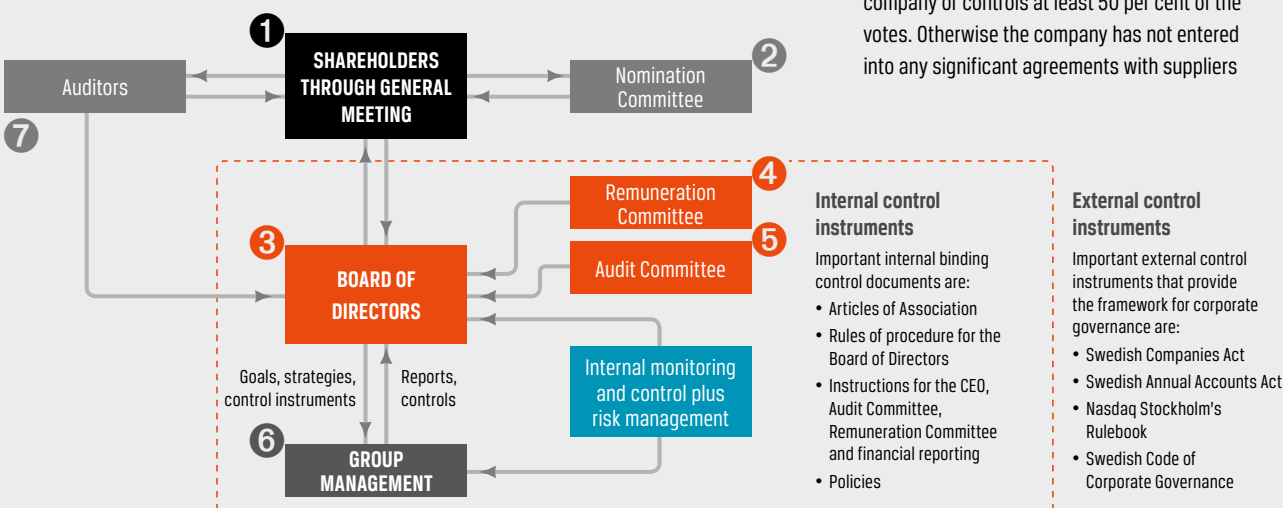 company or controls at least 50 per cent of the
votes. Otherwise the company has not entered
into any significant agreements with suppliers
1
SHAREHOLDERS
THROUGH GENERAL
MEETING
2
Nomination
Committee
Auditors
7
4
Remuneration
Committee
5
Audit Committee
3
BOARD OF
DIRECTORS
Internal monitoring
and control plus
risk management
Goals, strategies,
control instruments
Reports,
controls
6
GROUP
MANAGEMENT
Internal control
instruments
Important internal binding
control documents are:
• Articles of Association
• Rules of procedure for the
Board of Directors
• Instructions for the CEO,
Audit Committee,
Remuneration Committee
and financial reporting
• Policies
External control
instruments
Important external control
instruments that provide
the framework for corporate
governance are:
• Swedish Companies Act
• Swedish Annual Accounts Act
• Nasdaq Stockholm's
Rulebook
• Swedish Code of
Corporate Governance